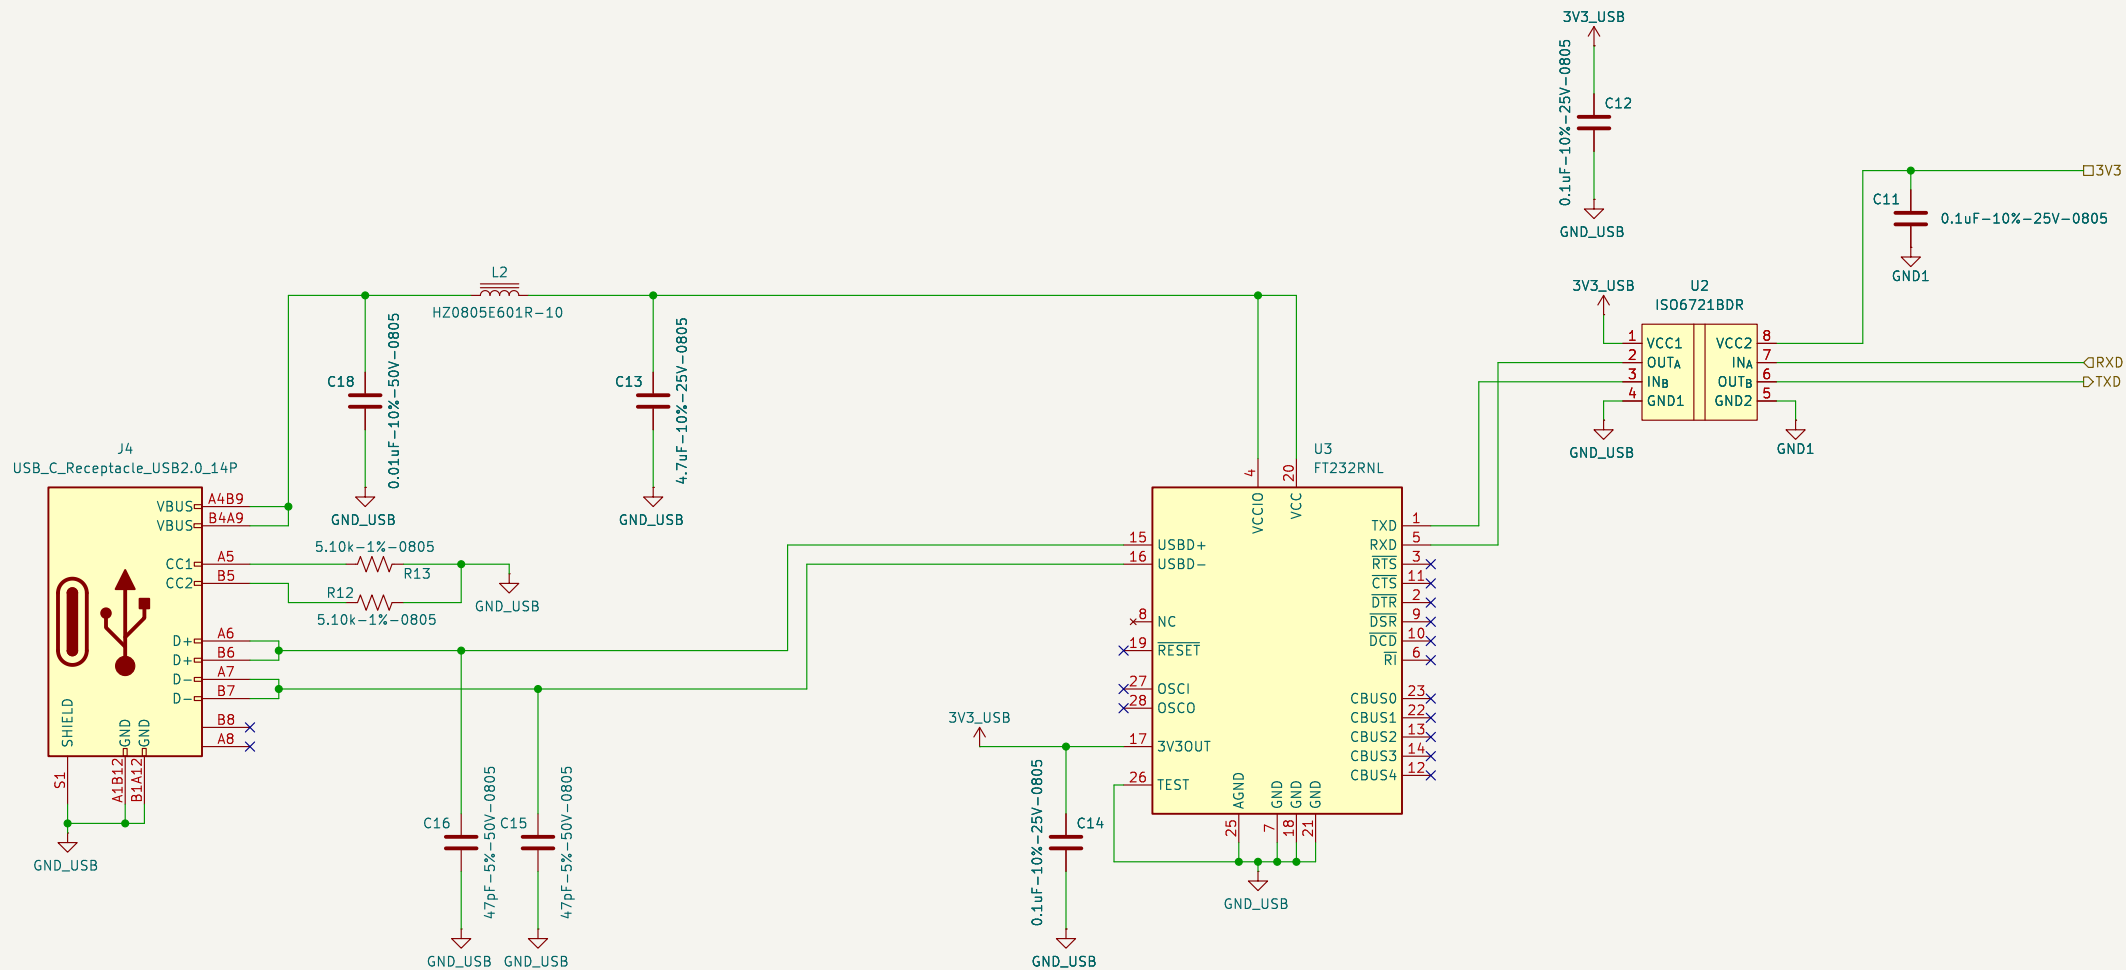 3V3_USB
C12
0.1uF-10%-25V-0805
GND_USB
3V3
C11
0.1uF-10%-25V-0805
GND1
L2
HZ0805E601R-10
C18
0.01uF-10%-50V-0805
GND_USB
C13
4.7uF-10%-25V-0805
GND_USB
3V3_USB
U2
ISO6721BDR
1
VCC1
VCC2
8
2
OUTA
INA
7
RXD
3
INB
OUTB
6
TXD
4
GND1
GND2
5
GND_USB
GND1
J4
USB_C_Receptacle_USB2.0_14P
VBUS
A4B9
VBUS
B4A9
CC1
A5
CC2
B5
D+
A6
D+
B6
D-
A7
D-
B7
B8
A8
SHIELD
GND
GND
S1
A1B12
B1A12
GND_USB
5.10k-1%-0805
R13
R12
5.10k-1%-0805
GND_USB
C16
47pF-5%-50V-0805
GND_USB
C15
47pF-5%-50V-0805
GND_USB
3V3_USB
C14
0.1uF-10%-25V-0805
GND_USB
U3
FT232RNL
4
VCCIO
20
VCC
15
USBD+
16
USBD-
8
NC
19
RESET
27
OSCI
28
OSCO
17
3V3OUT
26
TEST
TXD
1
RXD
5
RTS
3
CTS
11
DTR
2
DSR
9
DCD
10
RI
6
CBUS0
23
CBUS1
22
CBUS2
13
CBUS3
14
CBUS4
12
AGND
GND
GND
GND
25
7
18
21
GND_USB